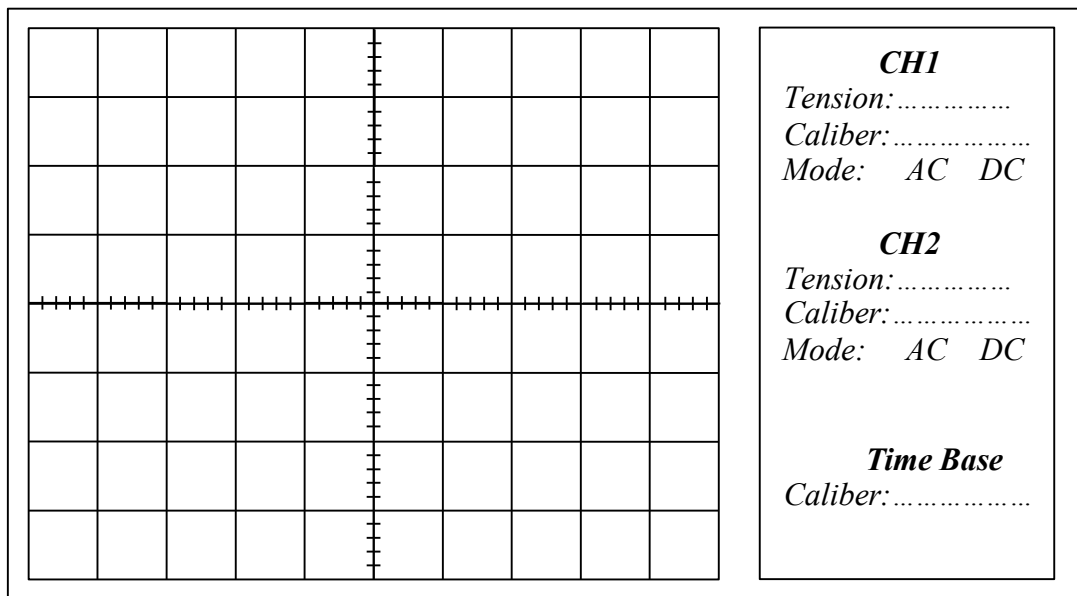 CH1
Tension:……………
Caliber:………………
Mode: AC DC
CH2
Tension:……………
Caliber:………………
Mode: AC DC
Time Base
Caliber:………………